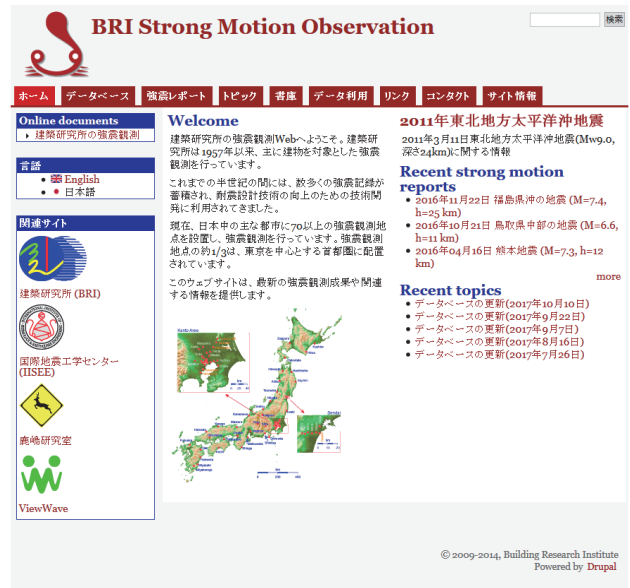 BRI Strong Motion Observation
検索
ホーム
データベース
強震レポート
トピック
書庫
データ利用
リンク
コンタクト
サイト情報
Online documents
建築研究所の強震観測
言語
English
日本語
関連サイト
建築研究所 (BRI)
国際地震工学センター
(IISEE)
鹿嶋研究室
ViewWave
Welcome
建築研究所の強震観測Webへようこそ。建築研
究所は1957年以来、主に建物を対象とした強震
観測を行っています。
これまでの半世紀の間には、数多くの強震記録が
蓄積され、耐震設計技術の向上のための技術開
発に利用されてきました。
現在、日本中の主な都市に70以上の強震観測地
点を設置し、強震観測を行っています。強震観測
地点の約1/3は、東京を中心とする首都圏に配置
されています。
このウェブサイトは、最新の強震観測成果や関連
する情報を提供します。
Kanto Area
Sendai
2011年東北地方太平洋沖地震
2011年3月11日東北地方太平洋沖地震(Mw9.0,
深さ24km)に関する情報
Recent strong motion
reports
2016年11月22日 福島県沖の地震 (M=7.4,
h=25 km)
2016年10月21日 鳥取県中部の地震 (M=6.6,
h=11 km)
2016年04月16日 熊本地震 (M=7.3, h=12
km)
more
Recent topics
データベースの更新(2017年10月10日)
データベースの更新(2017年9月22日)
データベースの更新(2017年9月7日)
データベースの更新(2017年8月16日)
データベースの更新(2017年7月26日)
© 2009-2014, Building Research Institute
Powered by Drupal